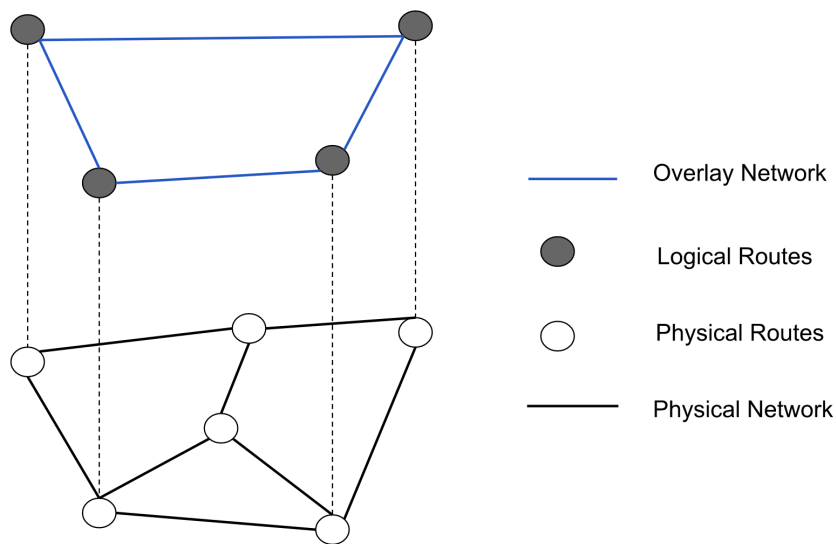 Overlay Network
Logical Routes
Physical Routes
Physical Network